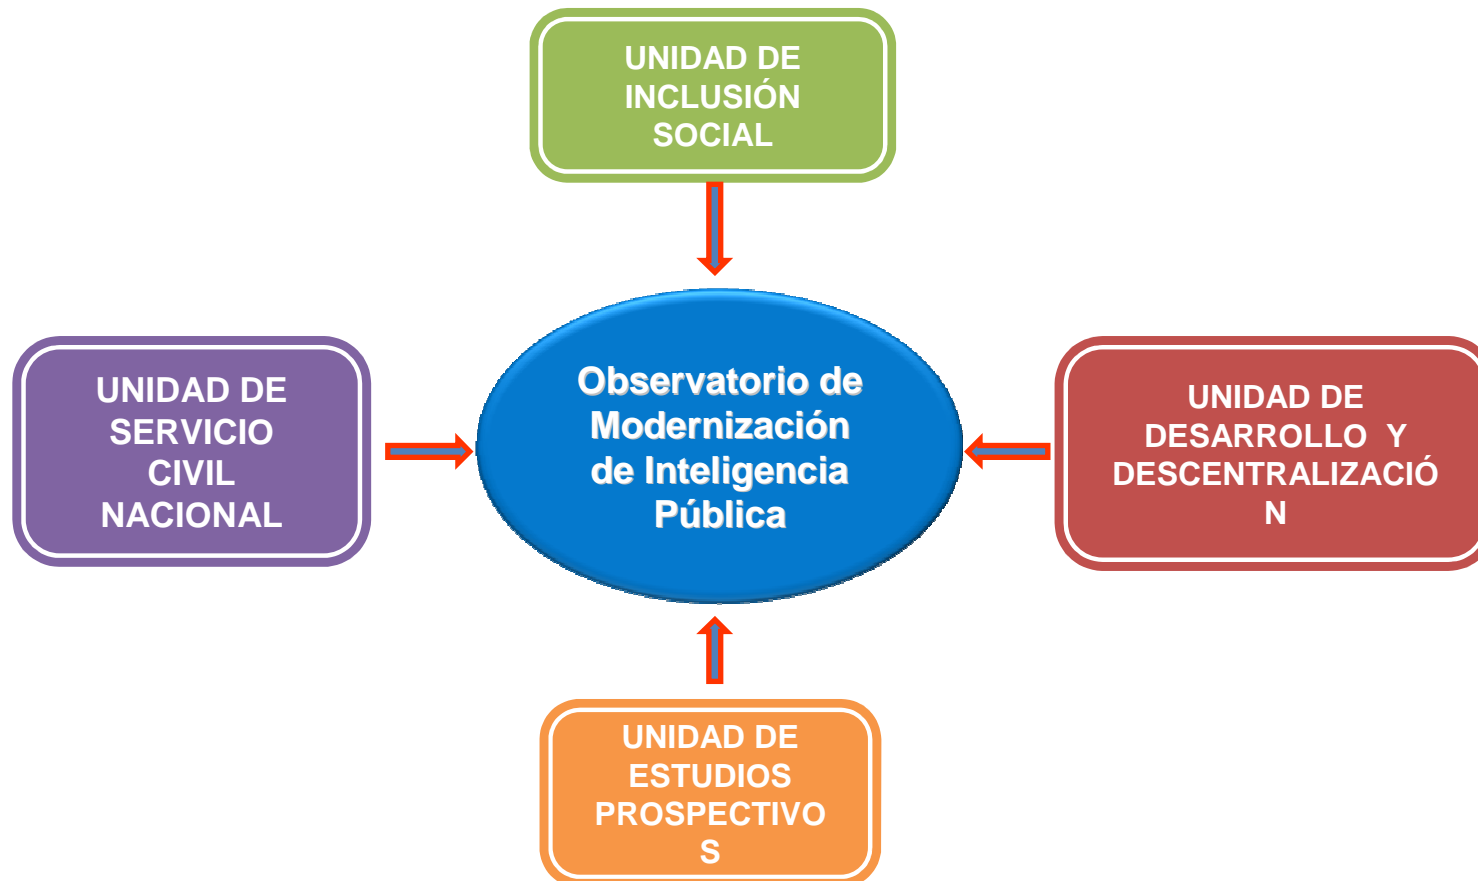 UNIDAD DE
INCLUSIÓN
SOCIAL
UNIDAD DE
SERVICIO
CIVIL
NACIONAL
Observatorio de
Modernización
de Inteligencia
Pública
UNIDAD DE
DESARROLLO Y
DESCENTRALIZACIÓ
N
UNIDAD DE
ESTUDIOS
PROSPECTIVO
S